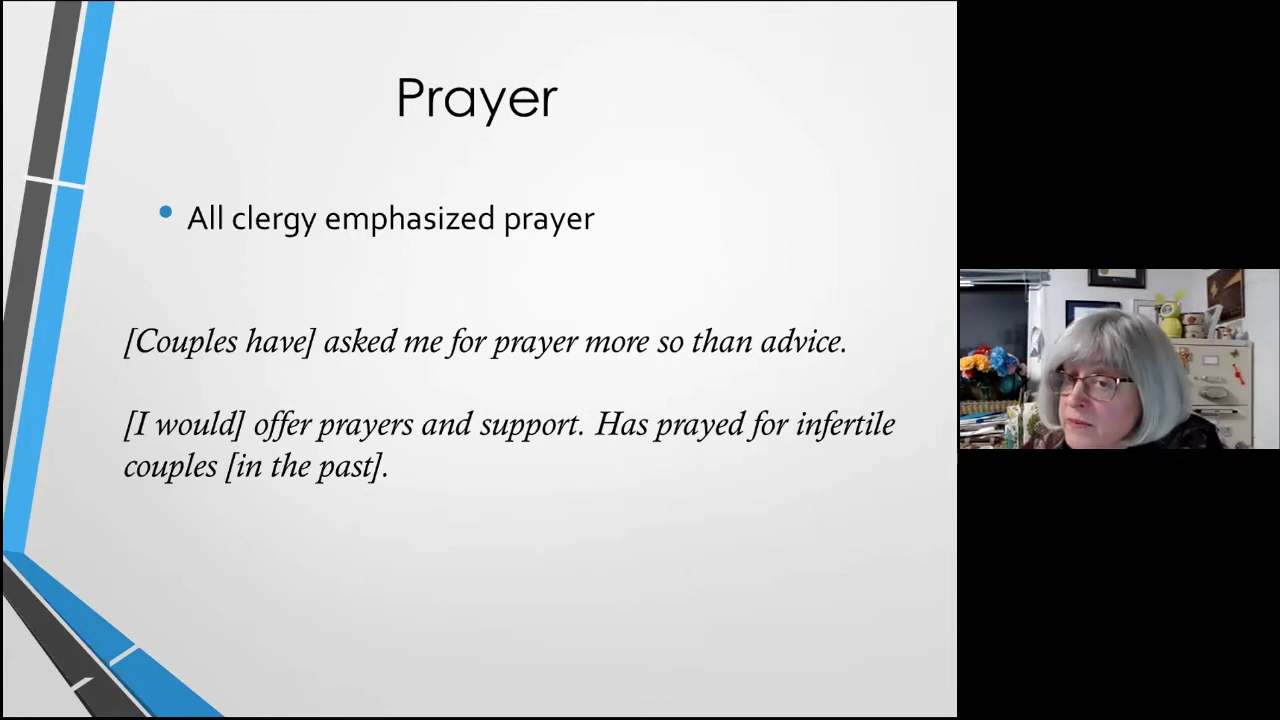 Prayer
All clergy emphasized prayer
[Couples have] asked me for prayer more so than advice.
[I would] offer prayers and support. Has prayed for infertile
couples [in the past].